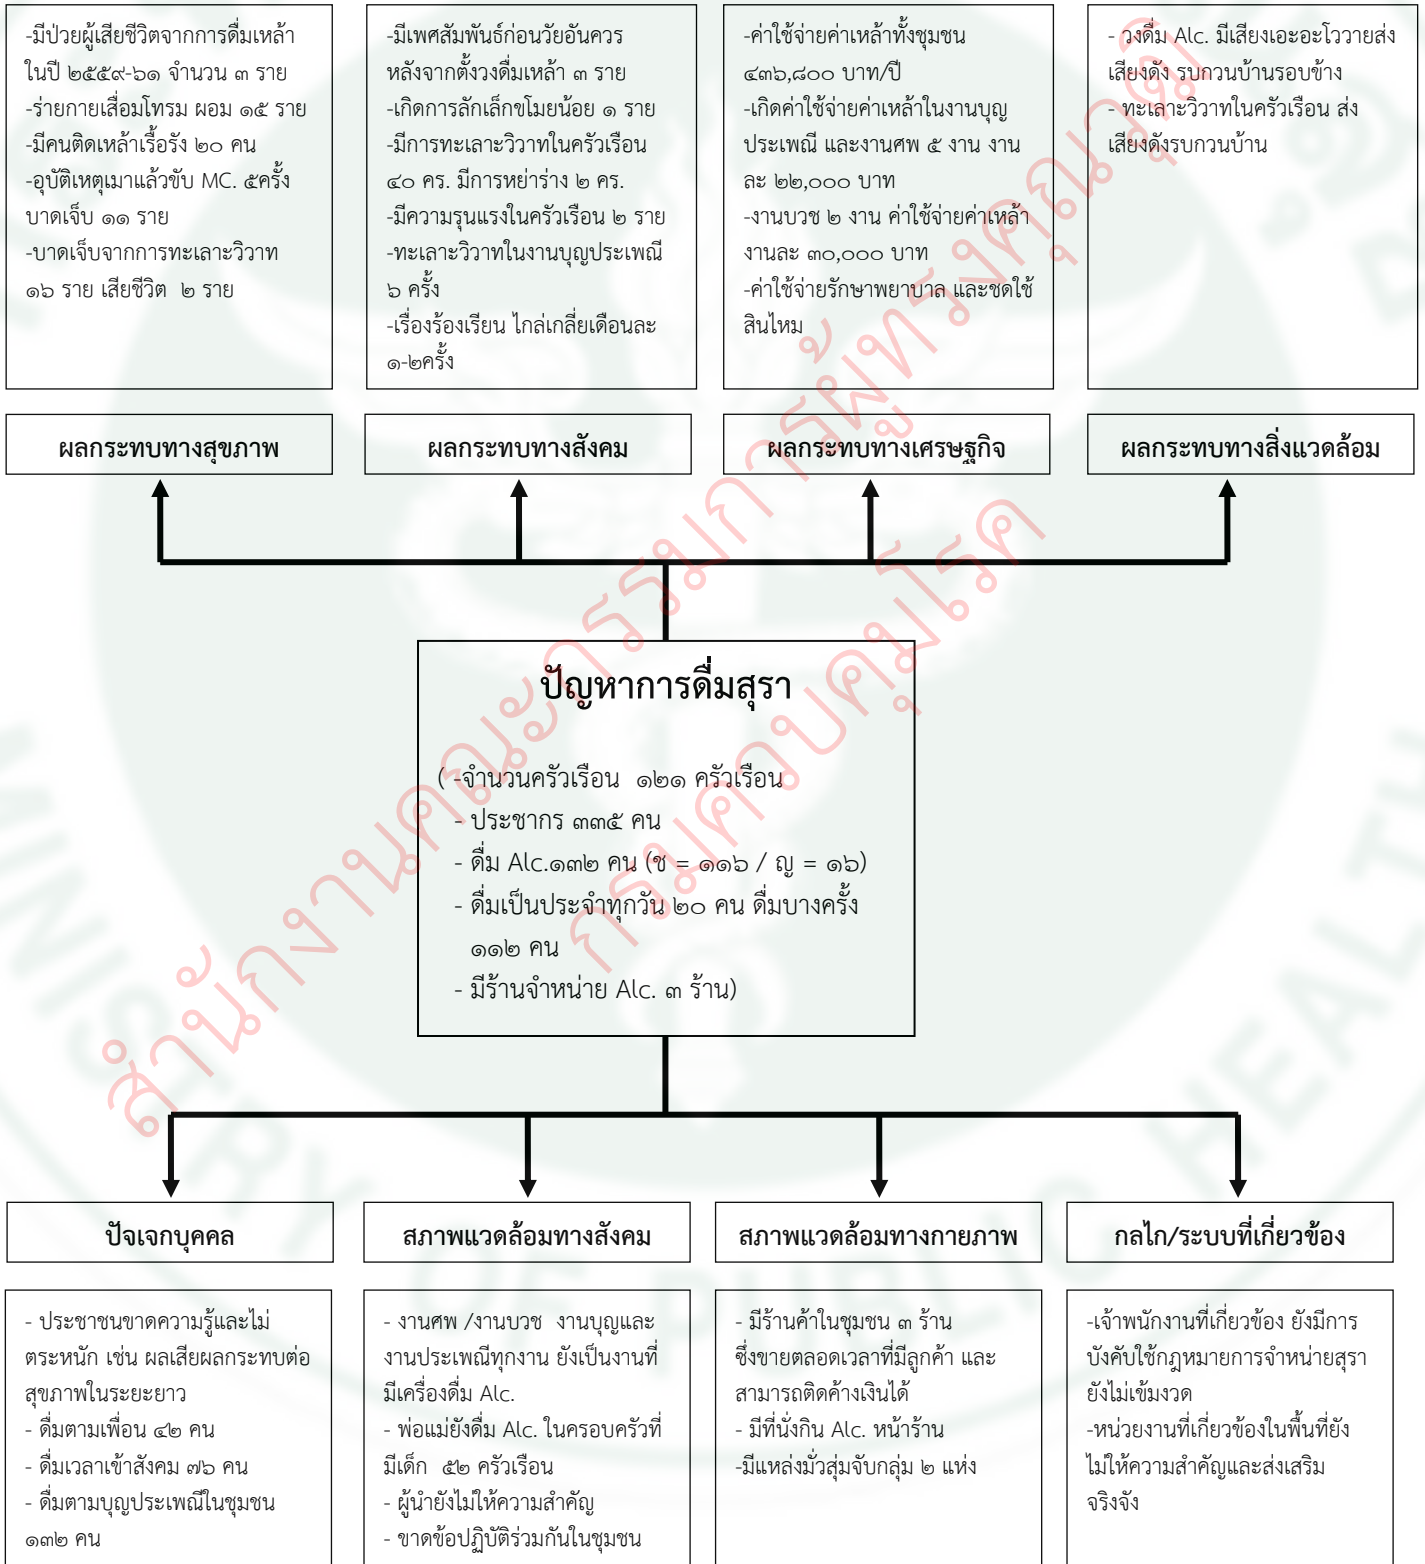 -มีป่วยผู้เสียชีวิตจากการดื่มเหล้า
ในปี ๒๕๕๙-๖๑ จำนวน ๓ ราย
-ร่ายกายเสื่อมโทรม ผอม ๑๕ ราย
-มีคนติดเหล้าเรื้อรัง ๒๐ คน
-อุบัติเหตุเมาแล้วขับ MC. ๕ครั้ง
บาดเจ็บ ๑๑ ราย
-บาดเจ็บจากการทะเลาะวิวาท
๑๖ ราย เสียชีวิต ๒ ราย
-มีเพศสัมพันธ์ก่อนวัยอันควร
หลังจากตั้งวงดื่มเหล้า ๓ ราย
-เกิดการลักเล็กขโมยน้อย ๑ ราย
-มีการทะเลาะวิวาทในครัวเรือน
๔๐ คร. มีการหย่าร่าง ๒ คร.
-มีความรุนแรงในครัวเรือน ๒ ราย
-ทะเลาะวิวาทในงานบุญประเพณี
๖ ครั้ง
-เรื่องร้องเรียน ไกล่เกลี่ยเดือนละ
๑-๒ครั้ง
-ค่าใช้จ่ายค่าเหล้าทั้งชุมชน
๔๓๖,๘๐๐ บาท/ปี
-เกิดค่าใช้จ่ายค่าเหล้าในงานบุญ
ประเพณี และงานศพ ๕ งาน งาน
ละ ๒๒,๐๐๐ บาท
-งานบวช ๒ งาน ค่าใช้จ่ายค่าเหล้า
งานละ ๓๐,๐๐๐ บาท
-ค่าใช้จ่ายรักษาพยาบาล และชดใช้
สินไหม
- วงดื่ม Alc. มีเสียงเอะอะโววายส่ง
เสียงดัง รบกวนบ้านรอบข้าง
- ทะเลาะวิวาทในครัวเรือน ส่ง
เสียงดังรบกวนบ้าน
ผลกระทบทางสุขภาพ
ผลกระทบทางสังคม
ผลกระทบทางเศรษฐกิจ
ผลกระทบทางสิ่งแวดล้อม
ปัญหาการดื่มสุรา
( -จำนวนครัวเรือน ๑๒๑ ครัวเรือน
- ประชากร ๓๓๕ คน
- ดื่ม Alc.๑๓๒ คน (ช = ๑๑๖ / ญ = ๑๖)
- ดื่มเป็นประจำทุกวัน ๒๐ คน ดื่มบางครั้ง
๑๑๒ คน
- มีร้านจำหน่าย Alc. ๓ ร้าน)
ปัจเจกบุคคล
สภาพแวดล้อมทางสังคม
สภาพแวดล้อมทางกายภาพ
กลไก/ระบบที่เกี่ยวข้อง
- ประชาชนขาดความรู้และไม่
ตระหนัก เช่น ผลเสียผลกระทบต่อ
สุขภาพในระยะยาว
- ดื่มตามเพื่อน ๔๒ คน
- ดื่มเวลาเข้าสังคม ๗๖ คน
- ดื่มตามบุญประเพณีในชุมชน
๑๓๒ คน
- งานศพ /งานบวช งานบุญและ
งานประเพณีทุกงาน ยังเป็นงานที่
มีเครื่องดื่ม Alc.
- พ่อแม่ยังดื่ม Alc. ในครอบครัวที่
มีเด็ก ๕๒ ครัวเรือน
- ผู้นำยังไม่ให้ความสำคัญ
- ขาดข้อปฏิบัติร่วมกันในชุมชน
- มีร้านค้าในชุมชน ๓ ร้าน
ซึ่งขายตลอดเวลาที่มีลูกค้า และ
สามารถติดค้างเงินได้
- มีที่นั่งกิน Alc. หน้าร้าน
-มีแหล่งมั่วสุ่มจับกลุ่ม ๒ แห่ง
-เจ้าพนักงานที่เกี่ยวข้อง ยังมีการ
บังคับใช้กฎหมายการจำหน่ายสุรา
ยังไม่เข้มงวด
-หน่วยงานที่เกี่ยวข้องในพื้นที่ยัง
ไม่ให้ความสำคัญและส่งเสริม
จริงจัง
สำนักงานคณะกรรมการผู้ทรงคุณวุฒิ
กรมควบคุมโรค
MINISTRY OF PUBLIC HEALTH